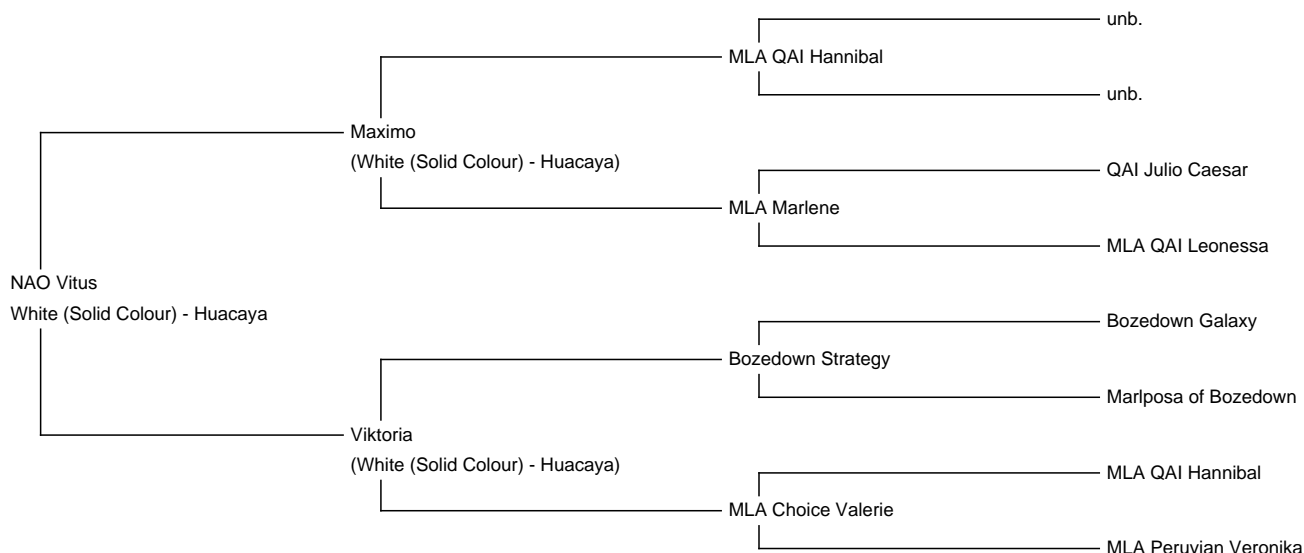 unb.
MLA QAI Hannibal
unb.
Maximo
(White (Solid Colour) - Huacaya)
QAI Julio Caesar
MLA Marlene
MLA QAI Leonessa
NAO Vitus
White (Solid Colour) - Huacaya
Bozedown Galaxy
Bozedown Strategy
Marlposa of Bozedown
Viktoria
(White (Solid Colour) - Huacaya)
MLA QAI Hannibal
MLA Choice Valerie
MLA Peruvian Veronika